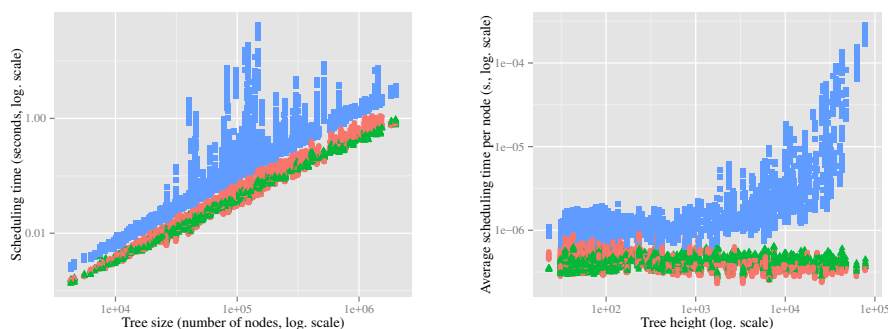 Scheduling time (seconds, log. scale)
1.00
0.01
1e+04
1e+05
1e+06
Tree size (number of nodes, log. scale)
Average scheduling time per node (s., log. scale)
1e−04
1e−05
1e−06
1e+02
1e+03
1e+04
1e+05
Tree height (log. scale)